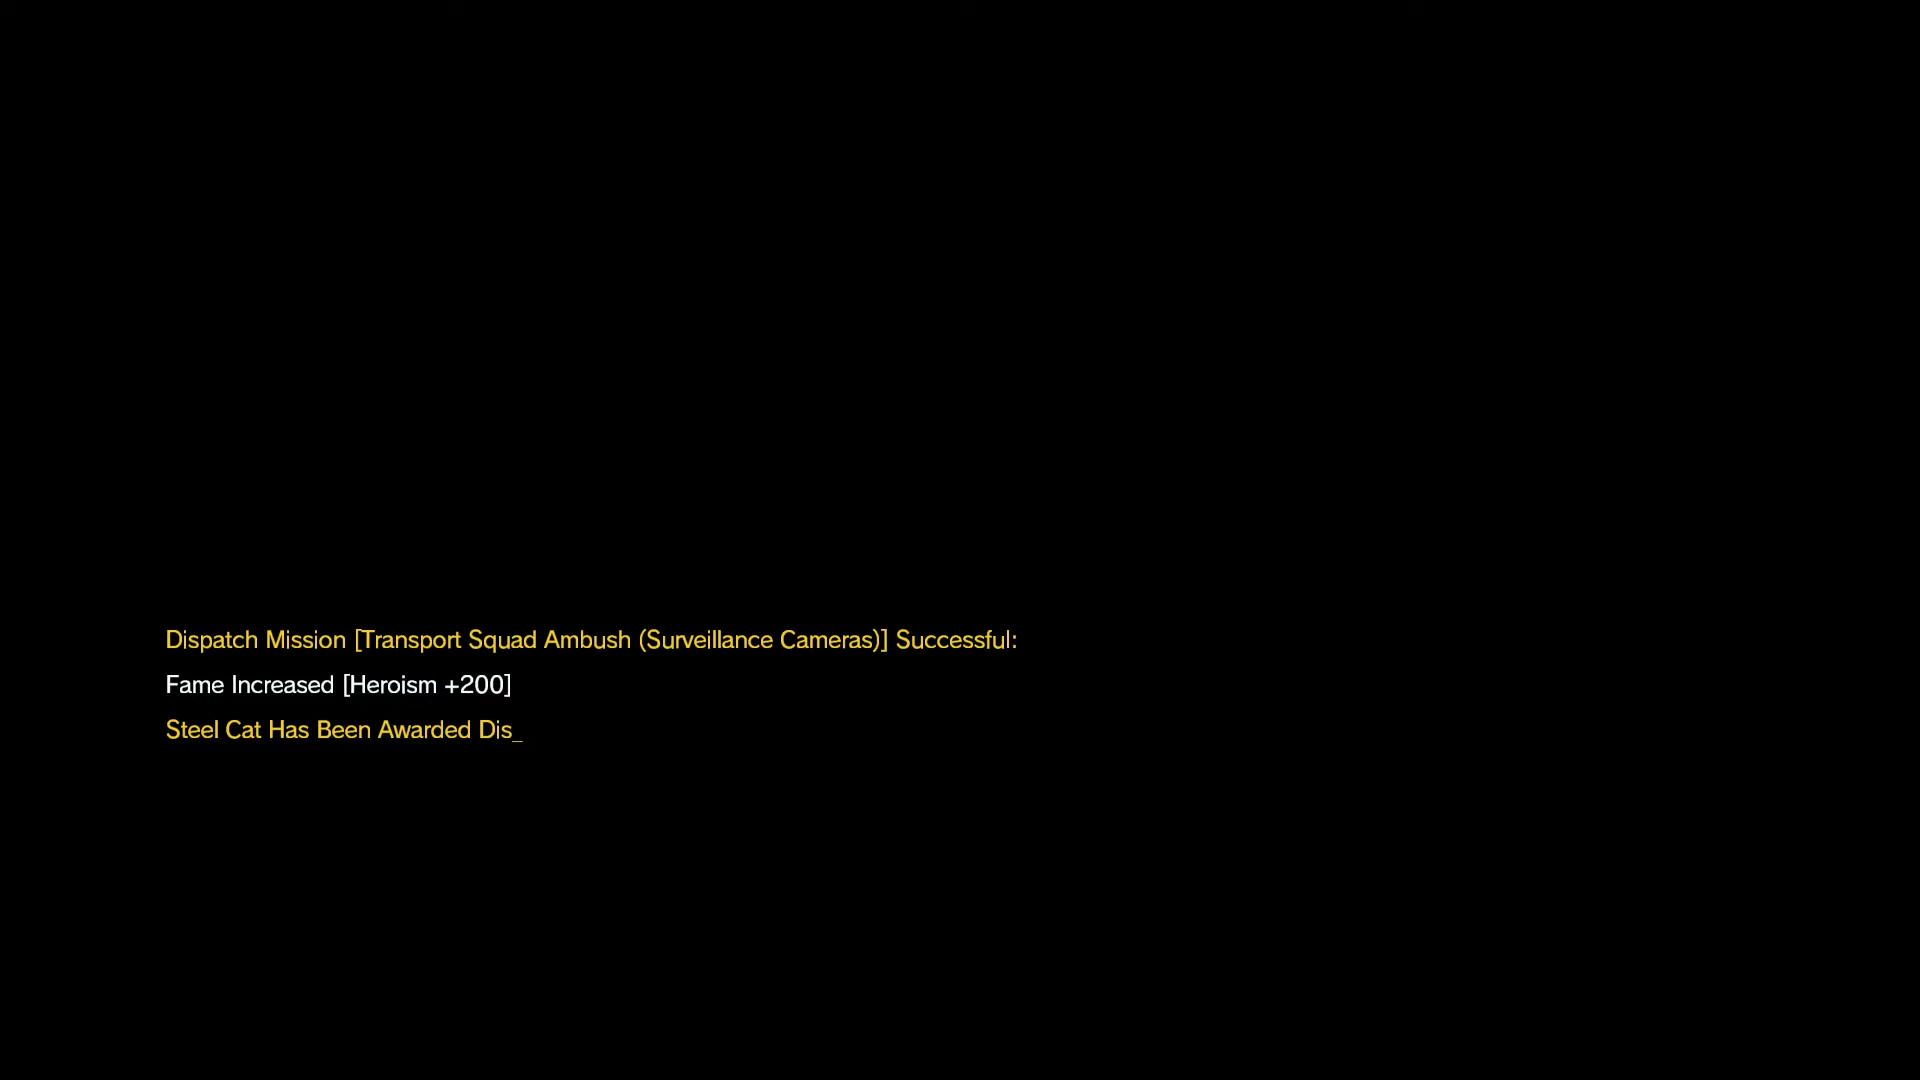 Dispatch Mission [Transport Squad Ambush (Surveillance Cameras)] Successful:
Fame Increased [Heroism +200]
Steel Cat Has Been Awarded Dis_